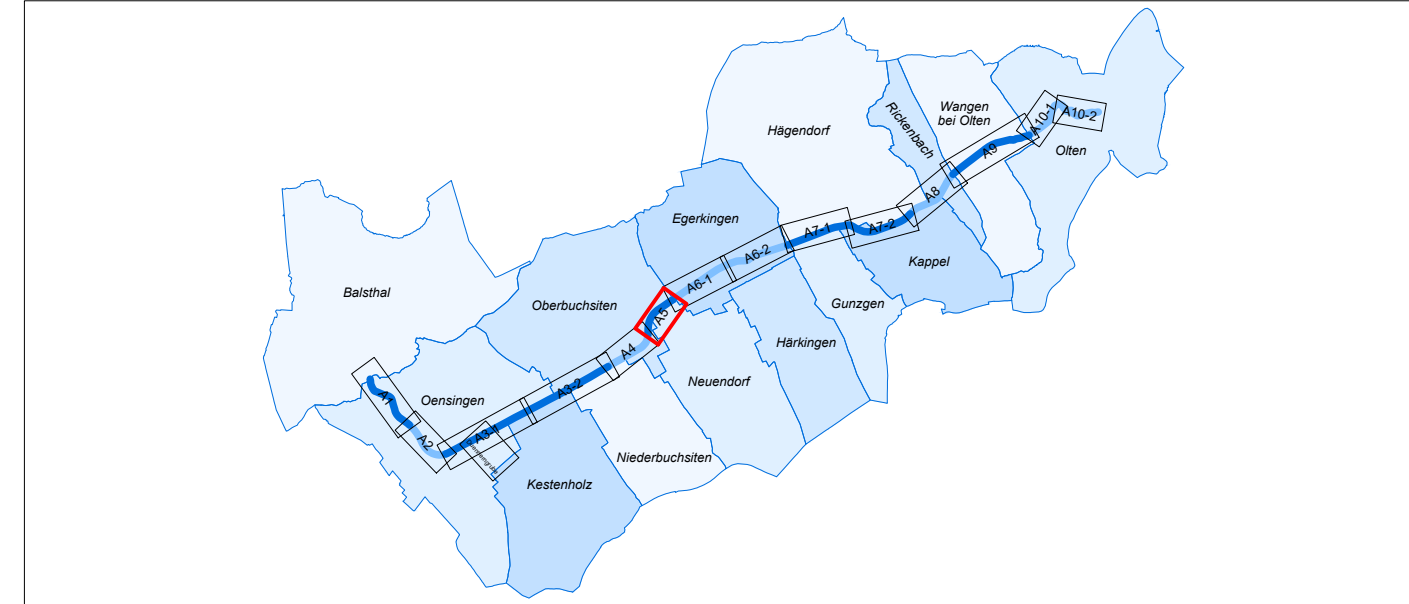 Hägendorf
Rickenbach
Wangen
bei Olten
A10-1
A10-2
Olten
A9
A8
Egerkingen
A7-1
A7-2
A6-2
A6-1
Kappel
Balsthal
Oberbuchsiten
Gunzgen
A5
Härkingen
A4
Neuendorf
A3-2
Oensingen
A1
A2
A3-1
Niederbuchsiten
Kestenholz